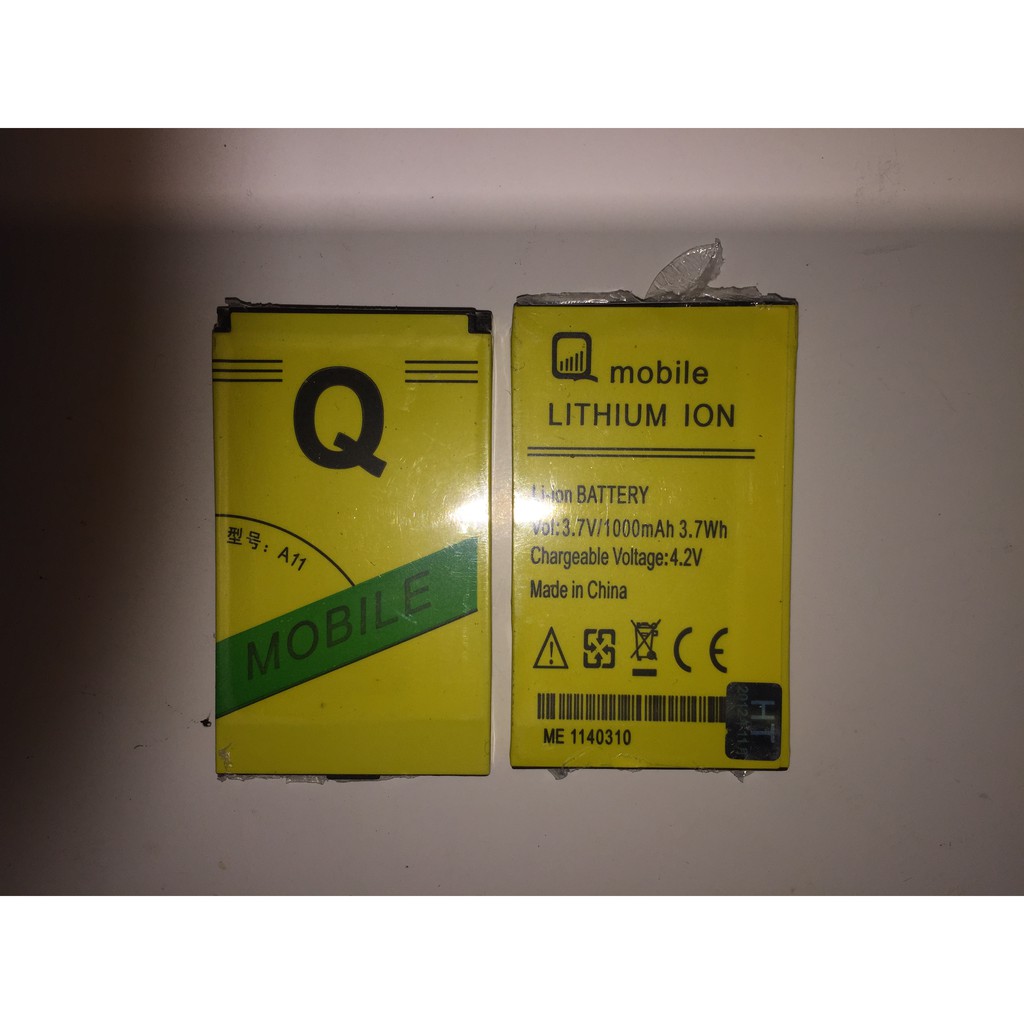 Q
型号: A11
MOBILE
Q mobile
LITHIUM ION
Li-ion BATTERY
Vol:3.7V/1000mAh 3.7Wh
Chargeable Voltage:4.2V
Made in China
CE
ME 1140310
HT